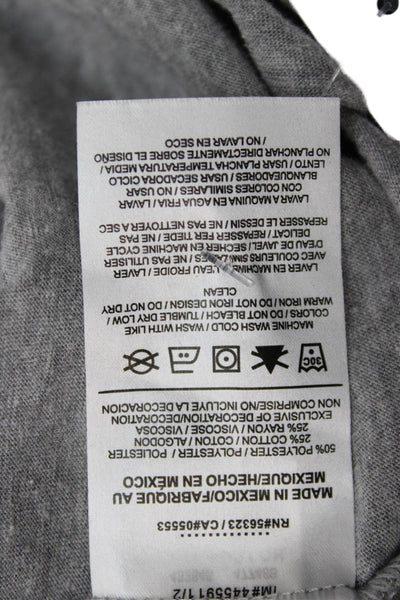 IM#445591 1/2
RN#56323 / CA#05553
MADE IN MEXICO/FABRIQUE AU
MEXIQUE/HECHO EN MÉXICO
50% POLYESTER / POLYESTER / POLIESTER
25% COTTON / COTON / ALGODON
25% RAYON / VISCOSE / VISCOSA
EXCLUSIVE OF DECORATION / DECORATION
NON COMPRISE/NO INCLUYE LA DECORACION
30C
MACHINE WASH COLD / WASH WITH LIKE
COLORS / DO NOT BLEACH / TUMBLE DRY / LOW /
WARM IRON / DO NOT IRON DESIGN / DO NOT DRY
CLEAN
LAVER EN MACHINE / L'EAU FROIDE / LAVER
AVEC COULEURS SIMILAIRES / NE PAS UTILISER
D'EAU DE JAVEL / SECHER EN MACHINE CYCLE
DELICAT / REPASSER FER TIEDE / NE PAS
REPASSER LE DESSIN / NE PAS NETTOYER A SEC
LAVAR A MAQUINA EN AGUA FRIA / LAVAR
CON COLORES SIMILARES / NO USAR
BLANQUEADORES / USAR SECADORA CICLO
LENTO / USAR PLANCHA TEMPERATURA MEDIA /
NO PLANCHAR DIRECTAMENTE SOBRE EL DISEÑO
/ NO LAVAR EN SECO